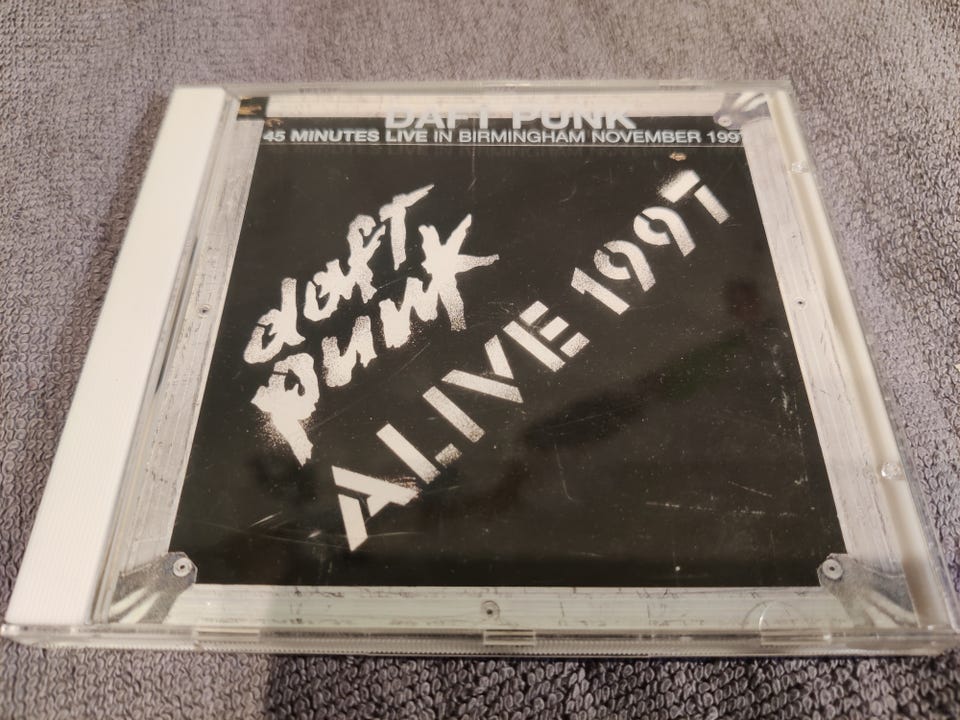 DAFT PUNK
45 MINUTES LIVE IN BIRMINGHAM NOVEMBER 1997
daft
punk
ALIVE 1997